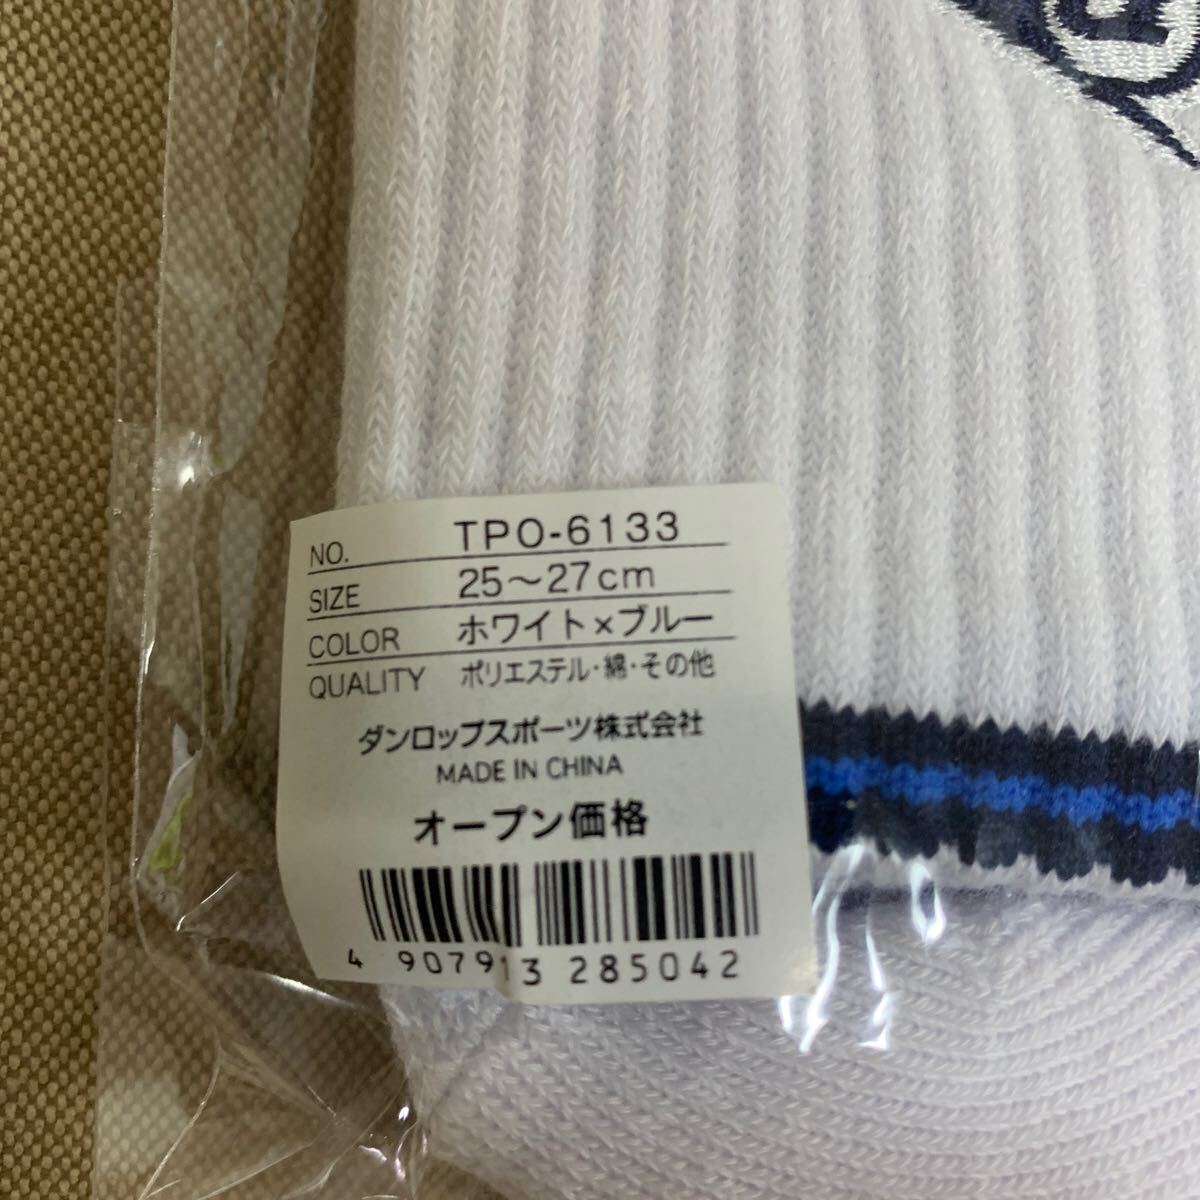 NO. TPO-6133
SIZE 25～27cm
COLOR ホワイト×ブルー
QUALITY ポリエステル・綿・その他
ダンロップスポーツ株式会社
MADE IN CHINA
オープン価格
4 907913 285042